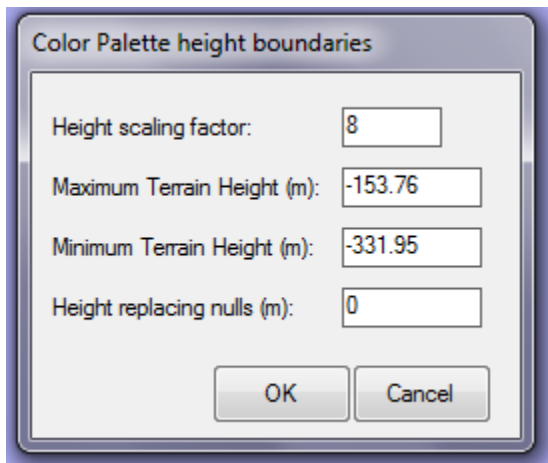 Color Palette height boundaries
Height scaling factor: 8
Maximum Terrain Height (m): -153.76
Minimum Terrain Height (m): -331.95
Height replacing nulls (m): 0
OK Cancel